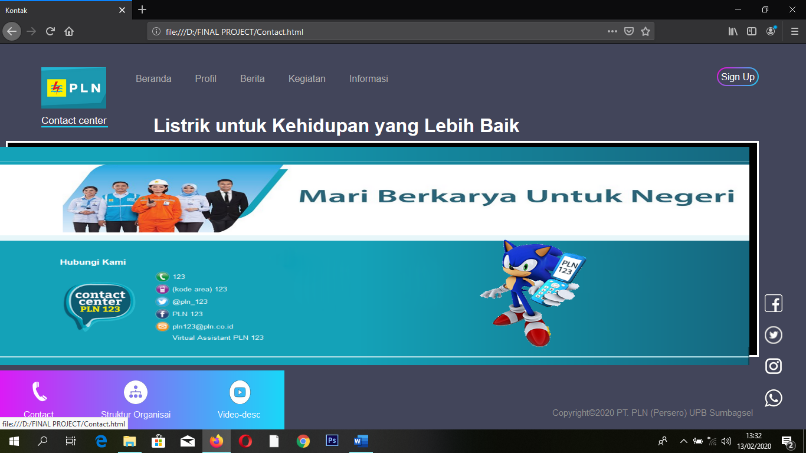 Kontak
file:///D:/FINAL PROJECT/Contact.html
PLN
Contact center
Beranda
Profil
Berita
Kegiatan
Informasi
Sign Up
Listrik untuk Kehidupan yang Lebih Baik
Mari Berkarya Untuk Negeri
Hubungi Kami
contact
center
PLN 123
123
(kode area) 123
@pln_123
PLN 123
pln123@pln.co.id
Virtual Assistant PLN 123
PLN
123
Contact
Struktur Organisai
Video-desc
Copyright©2020 PT. PLN (Persero) UPB Sumbagsel
file:///D:/FINAL PROJECT/Contact.html
13:32
13/02/2020
2